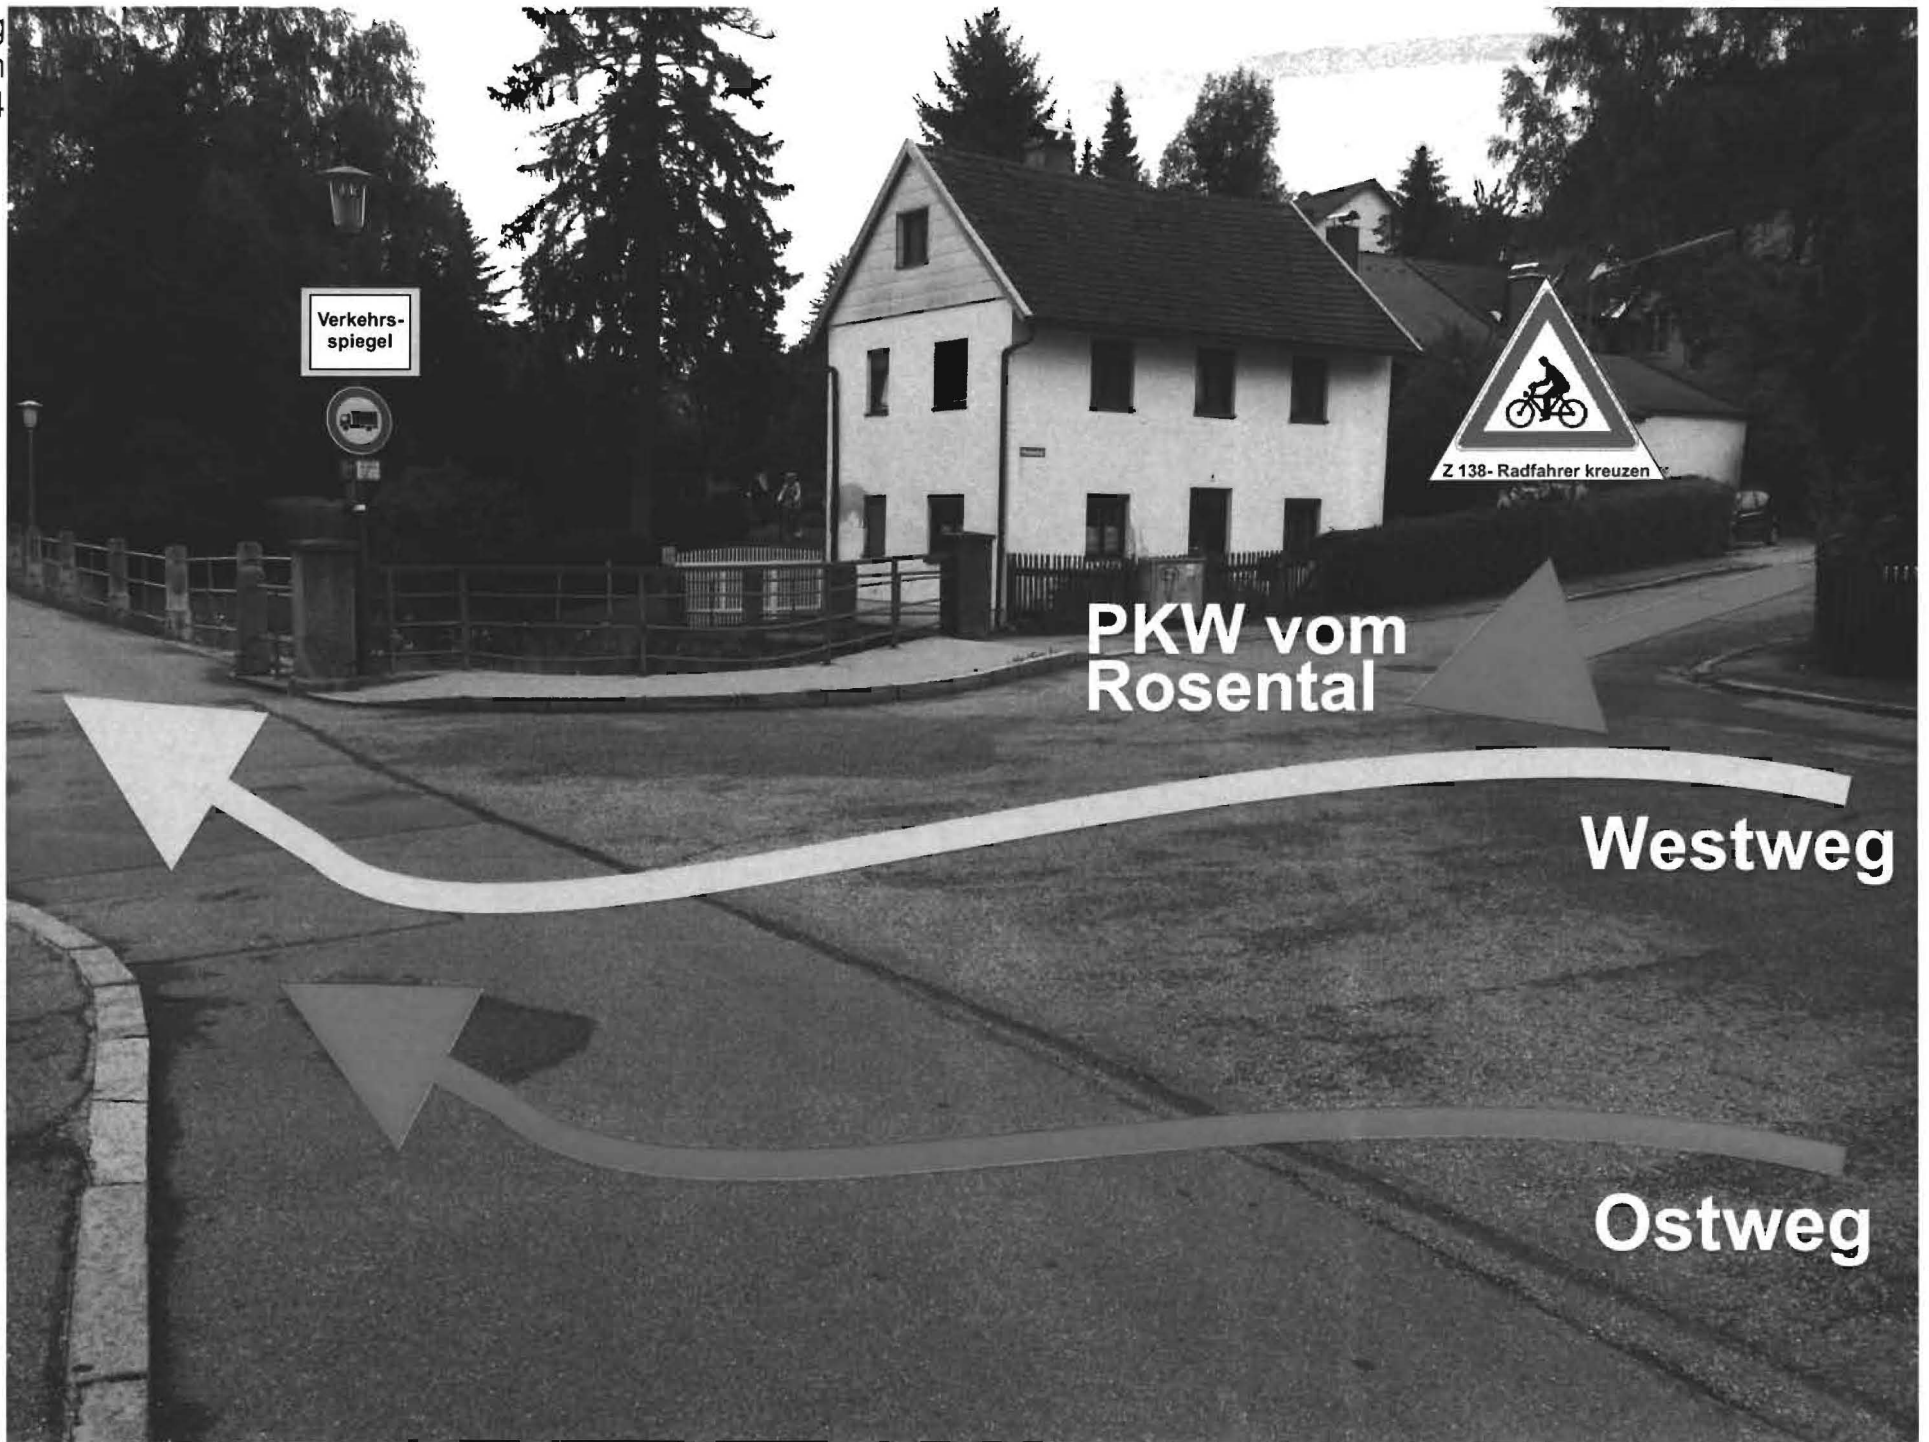 Verkehrs-
spiegel
Z 138- Radfahrer kreuzen
PKW vom
Rosental
Westweg
Ostweg